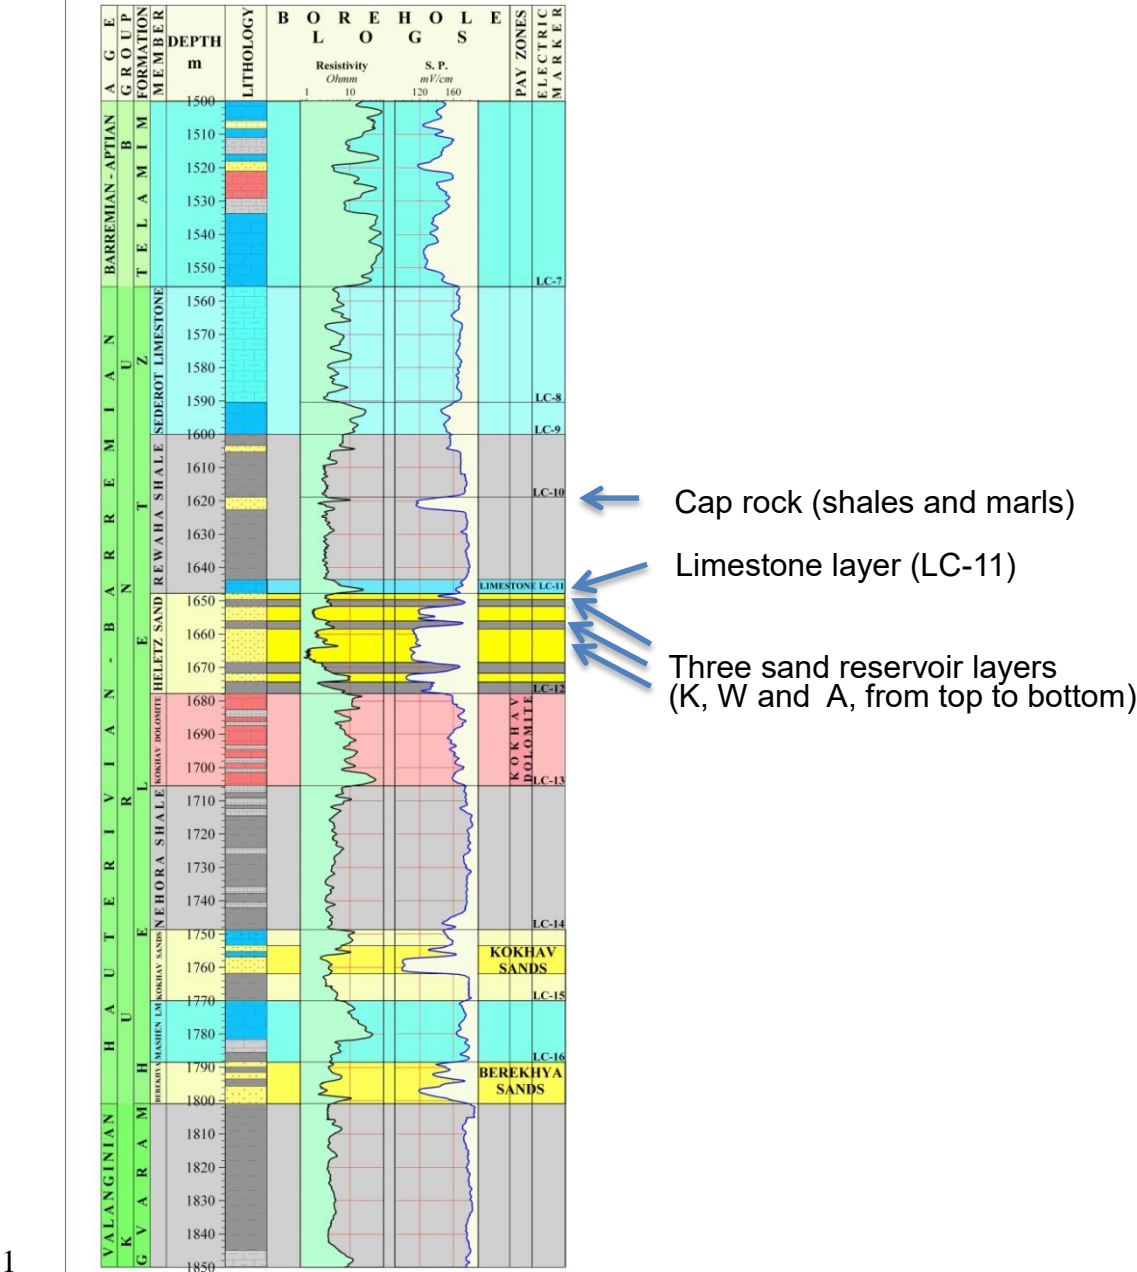 AGE
GROUP
FORMATION
MEMBER
DEPTH
m
LITHOLOGY
BOREHOLE
LOGS
Resistivity
Ohmm
1 10
S. P.
mV/cm
120 160
PAY ZONES
ELECTRIC
MARKER
BARREMIAN - APTIAN
HAUTERIVIAN - BARREMIAN
VALANGINIAN
KURNUB
TELAMIM
HELETZ
GVARAM
SEDEROT LIMESTONE
REWAHA SHALE
HELETZ SAND
KOKHAV DOLOMITE
NEHORA SHALE
KOKHAV SANDS
MASHEN LM
BEREKHYA
1500
1510
1520
1530
1540
1550
1560
1570
1580
1590
1600
1610
1620
1630
1640
1650
1660
1670
1680
1690
1700
1710
1720
1730
1740
1750
1760
1770
1780
1790
1800
1810
1820
1830
1840
1850
LC-7
LC-8
LC-9
LC-10
LIMESTONE LC-11
LC-12
KOKHAV
DOLOMITE
LC-13
LC-14
KOKHAV
SANDS
LC-15
LC-16
BEREKHYA
SANDS
Cap rock (shales and marls)
Limestone layer (LC-11)
Three sand reservoir layers
(K, W and A, from top to bottom)
1